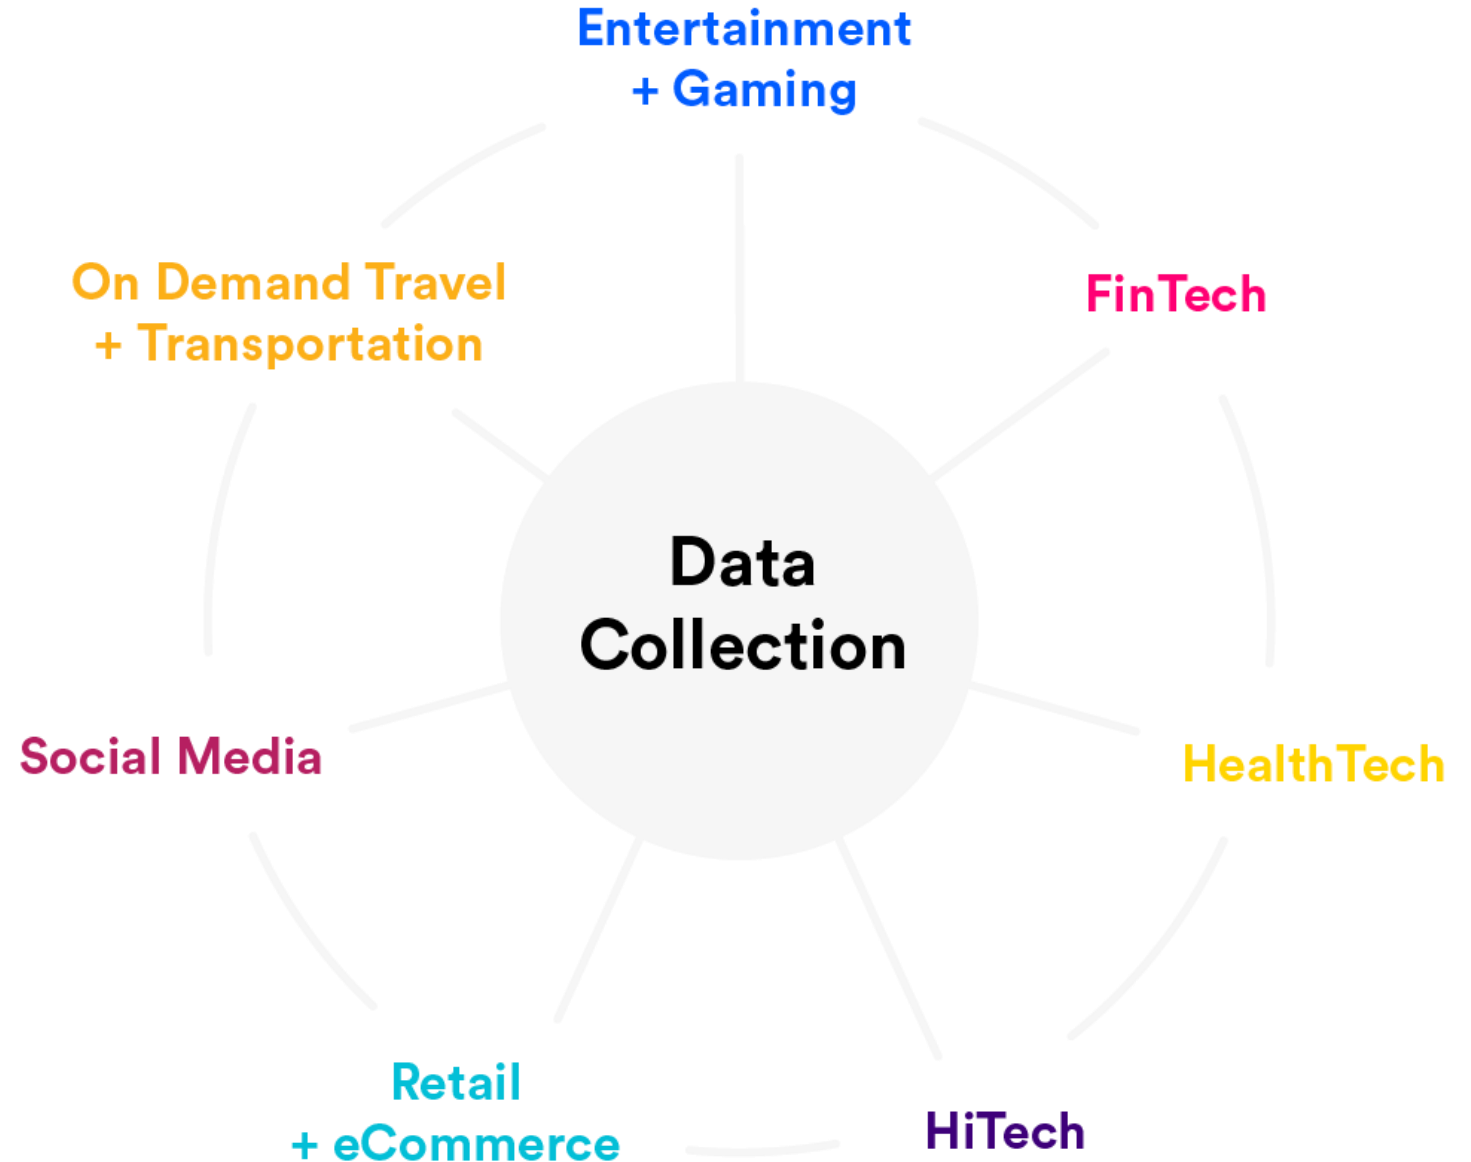 Entertainment
+ Gaming
On Demand Travel
+ Transportation
FinTech
Data
Collection
Social Media
HealthTech
Retail
+ eCommerce
HiTech